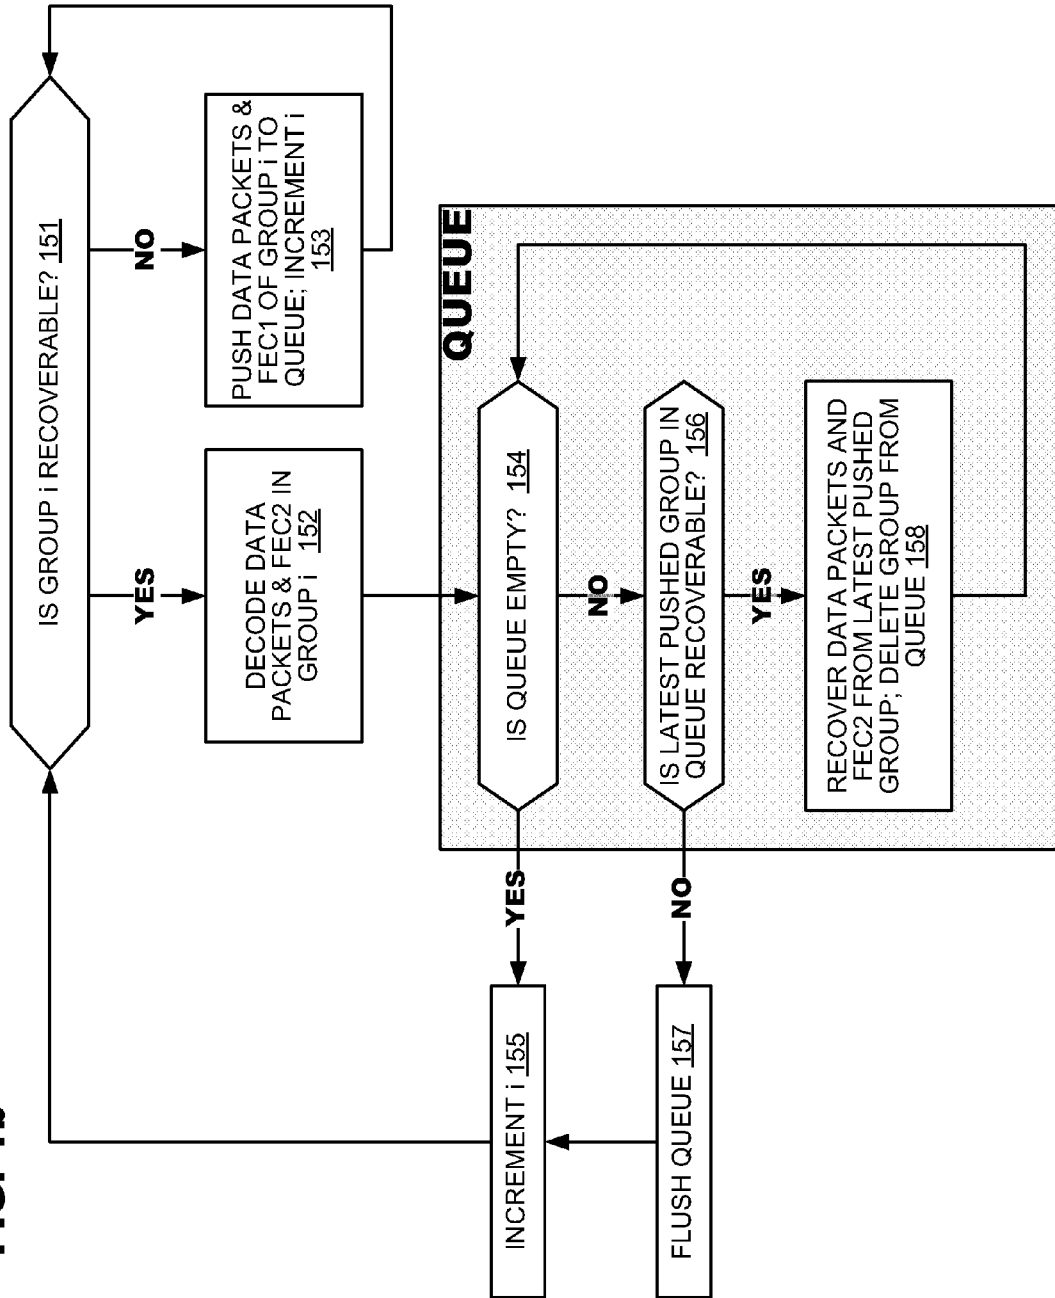 IS GROUP i RECOVERABLE? 151
NO
YES
PUSH DATA PACKETS &
FEC1 OF GROUP i TO
QUEUE; INCREMENT i
153
DECODE DATA
PACKETS & FEC2 IN
GROUP i 152
QUEUE
IS QUEUE EMPTY? 154
YES
NO
INCREMENT i 155
IS LATEST PUSHED GROUP IN
QUEUE RECOVERABLE? 156
NO
YES
FLUSH QUEUE 157
RECOVER DATA PACKETS AND
FEC2 FROM LATEST PUSHED
GROUP; DELETE GROUP FROM
QUEUE 158